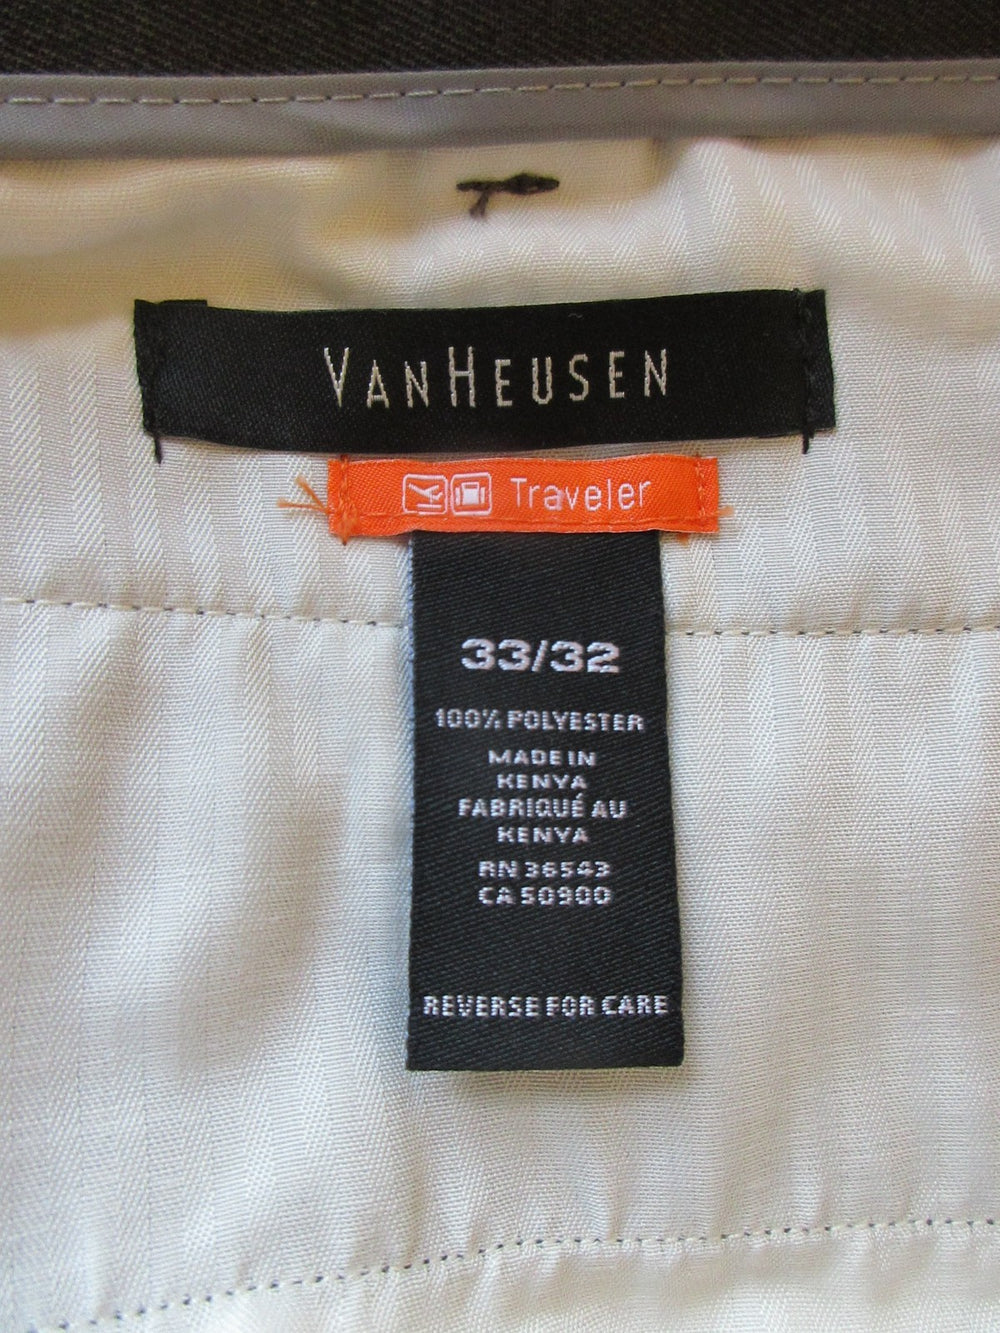 VANHEUSEN
Traveler
33/32
100% POLYESTER
MADE IN
KENYA
FABRIQUÉ AU
KENYA
RN 36543
CA 50900
REVERSE FOR CARE